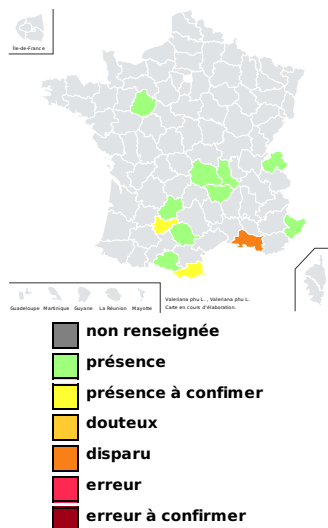 Île-de-France
Guadeloupe Martinique Guyane La Réunion Mayotte
Valeriana phu L. , Valeriana phu L.
Carte en cours d'élaboration.
non renseignée
présence
présence à confimer
douteux
disparu
erreur
erreur à confirmer